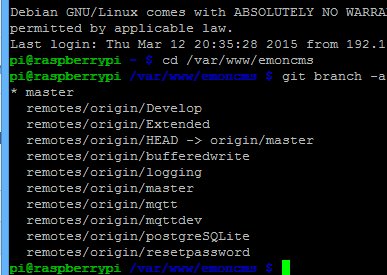 Debian GNU/Linux comes with ABSOLUTELY NO WARRA
permitted by applicable law.
Last login: Thu Mar 12 20:35:28 2015 from 192.1
pi@raspberrypi ~ $ cd /var/www/emoncms
pi@raspberrypi /var/www/emoncms $ git branch -a
* master
  remotes/origin/Develop
  remotes/origin/Extended
  remotes/origin/HEAD -> origin/master
  remotes/origin/bufferedwrite
  remotes/origin/logging
  remotes/origin/master
  remotes/origin/mqtt
  remotes/origin/mqttdev
  remotes/origin/postgreSQLite
  remotes/origin/resetpassword
pi@raspberrypi /var/www/emoncms $